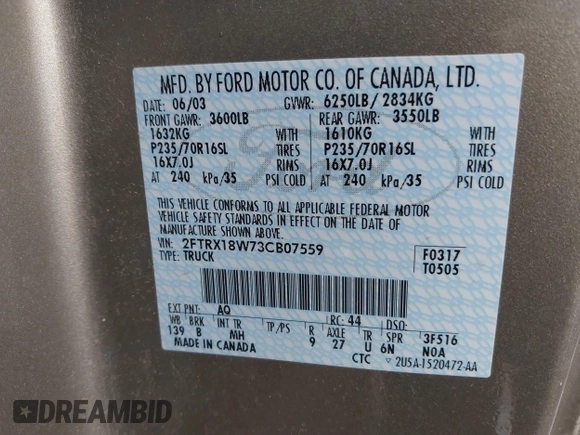 MFD. BY FORD MOTOR CO. OF CANADA, LTD.
DATE: 06/03 GVWR: 6250LB/ 2834KG
FRONT GAWR: 3600LB REAR GAWR: 3550LB
1632KG WITH 1610KG WITH
P235/70R16SL TIRES P235/70R16SL TIRES
16X7.0J RIMS 16X7.0J RIMS
AT 240 kPa/35 PSI COLD AT 240 kPa/35 PSI COLD
THIS VEHICLE CONFORMS TO ALL APPLICABLE FEDERAL MOTOR
VEHICLE SAFETY STANDARDS IN EFFECT ON THE DATE OF
MANUFACTURE SHOWN ABOVE.
VIN: 2FTRX18W73CB07559 F0317
TYPE: TRUCK T0505
EXT PNT: AQ RC: 44 DSO:
WB BRK INT TR TP/PS R AXLE TR SPR 3F516
139 B MH 9 27 U 6N NOA
MADE IN CANADA CTC ▽ 2U5A-1520472-AA
Ford
DREAMBID